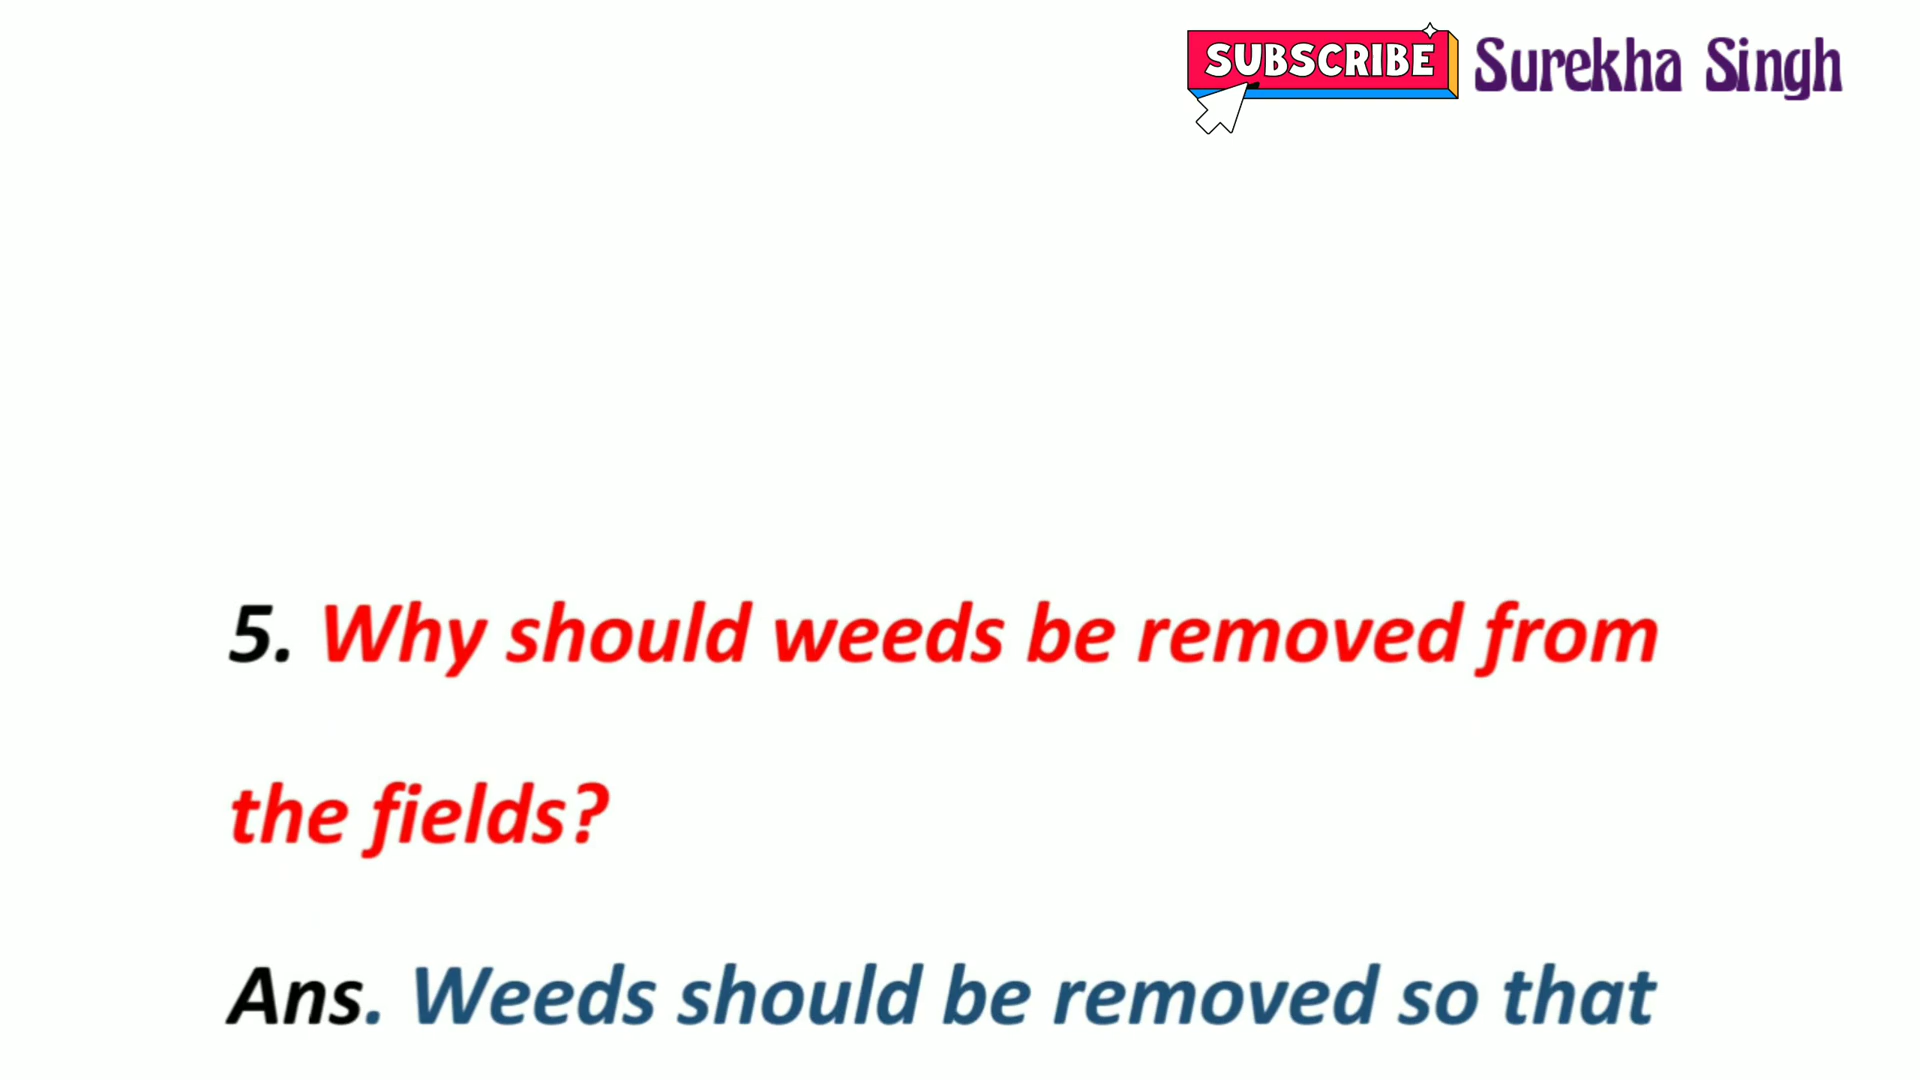 SUBSCRIBE Surekha Singh
5. Why should weeds be removed from
the fields?
Ans. Weeds should be removed so that